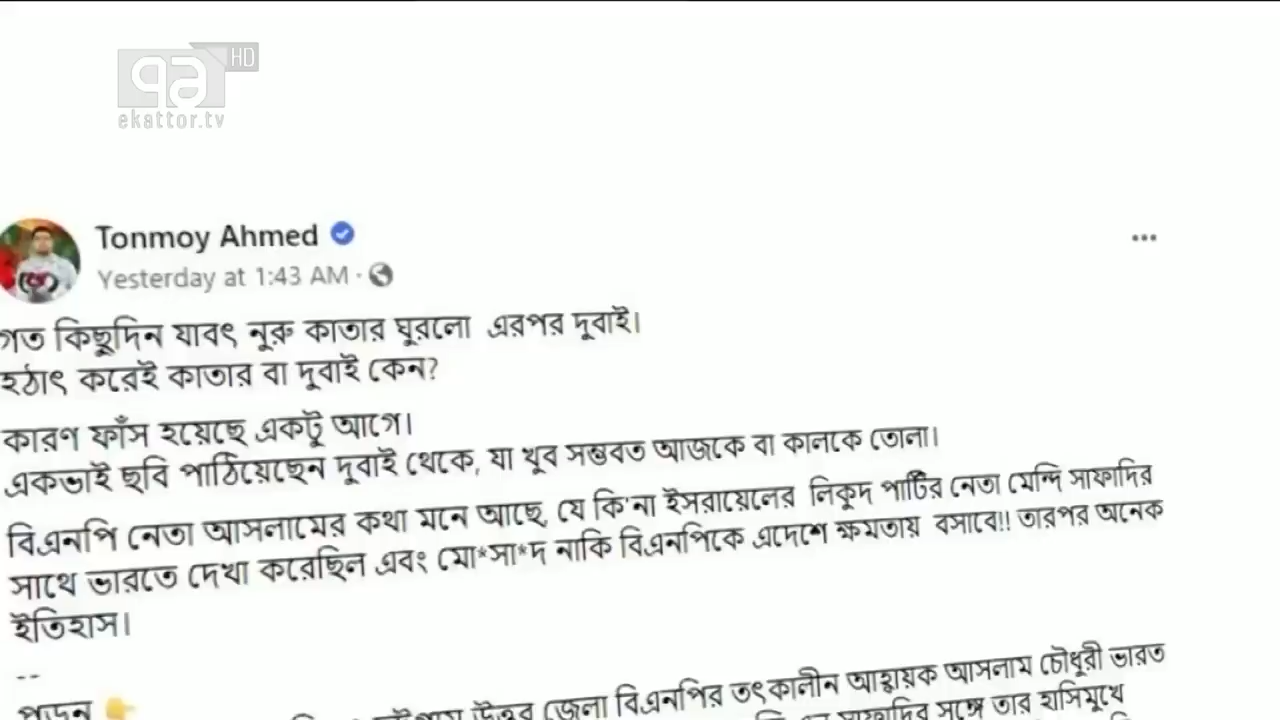 HD
ekattor.tv
Tonmoy Ahmed
Yesterday at 1:43 AM ·
গত কিছুদিন যাবৎ নুরু কাতার ঘুরলো এরপর দুবাই।
হঠাৎ করেই কাতার বা দুবাই কেন?
কারণ ফাঁস হয়েছে একটু আগে।
একভাই ছবি পাঠিয়েছেন দুবাই থেকে, যা খুব সম্ভবত আজকে বা কালকে তোলা।
বিএনপি নেতা আসলামের কথা মনে আছে, যে কি'না ইসরায়েলের লিকুদ পার্টির নেতা মেন্দি সাফাদির
সাথে ভারতে দেখা করেছিল এবং মো*সা*দ নাকি বিএনপিকে এদেশে ক্ষমতায় বসাবে!! তারপর অনেক
ইতিহাস।
--
পড়ুন
উত্তর জেলা বিএনপির তৎকালীন আহ্বায়ক আসলাম চৌধুরী ভারত
সাফাদির সঙ্গে তার হাসিমুখে